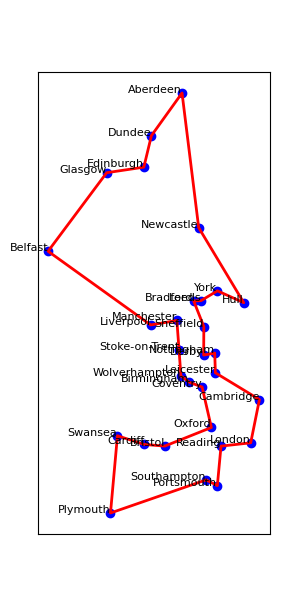 Aberdeen
Dundee
Edinburgh
Glasgow
Newcastle
Belfast
York
Bradford
Leeds
Hull
Manchester
Liverpool
Sheffield
Stoke-on-Trent
Nottingham
Derby
Leicester
Wolverhampton
Birmingham
Coventry
Cambridge
Oxford
Swansea
Cardiff
Bristol
Reading
London
Southampton
Portsmouth
Plymouth